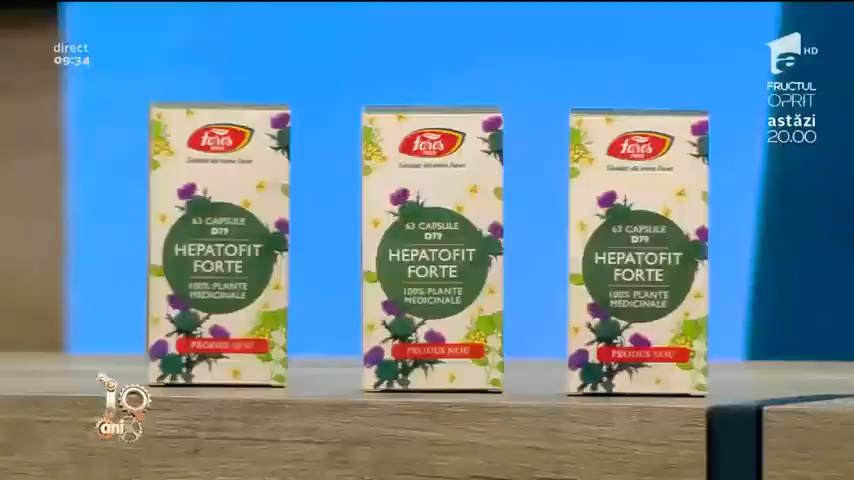 direct
09:34
HD
FRUCTUL
OPRIT
astăzi
20.00
fares
63 CAPSULE
D79
HEPATOFIT
FORTE
100% PLANTE
MEDICINALE
PRODUS NOU
fares
63 CAPSULE
D79
HEPATOFIT
FORTE
100% PLANTE
MEDICINALE
PRODUS NOU
fares
63 CAPSULE
D79
HEPATOFIT
FORTE
100% PLANTE
MEDICINALE
PRODUS NOU
18
ani